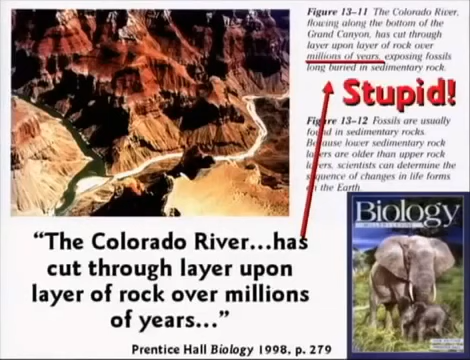 Figure 13–11 The Colorado River,
flowing along the bottom of the
Grand Canyon, has cut through
layer upon layer of rock over
millions of years, exposing fossils
long buried in sedimentary rock.
Stupid!
Figure 13–12 Fossils are usually
found in sedimentary rocks.
Because lower sedimentary rock
layers are older than upper rock
layers, scientists can determine the
sequence of changes in life forms
on the Earth.
Biology
“The Colorado River...has
cut through layer upon
layer of rock over millions
of years...”
Prentice Hall Biology 1998, p. 279